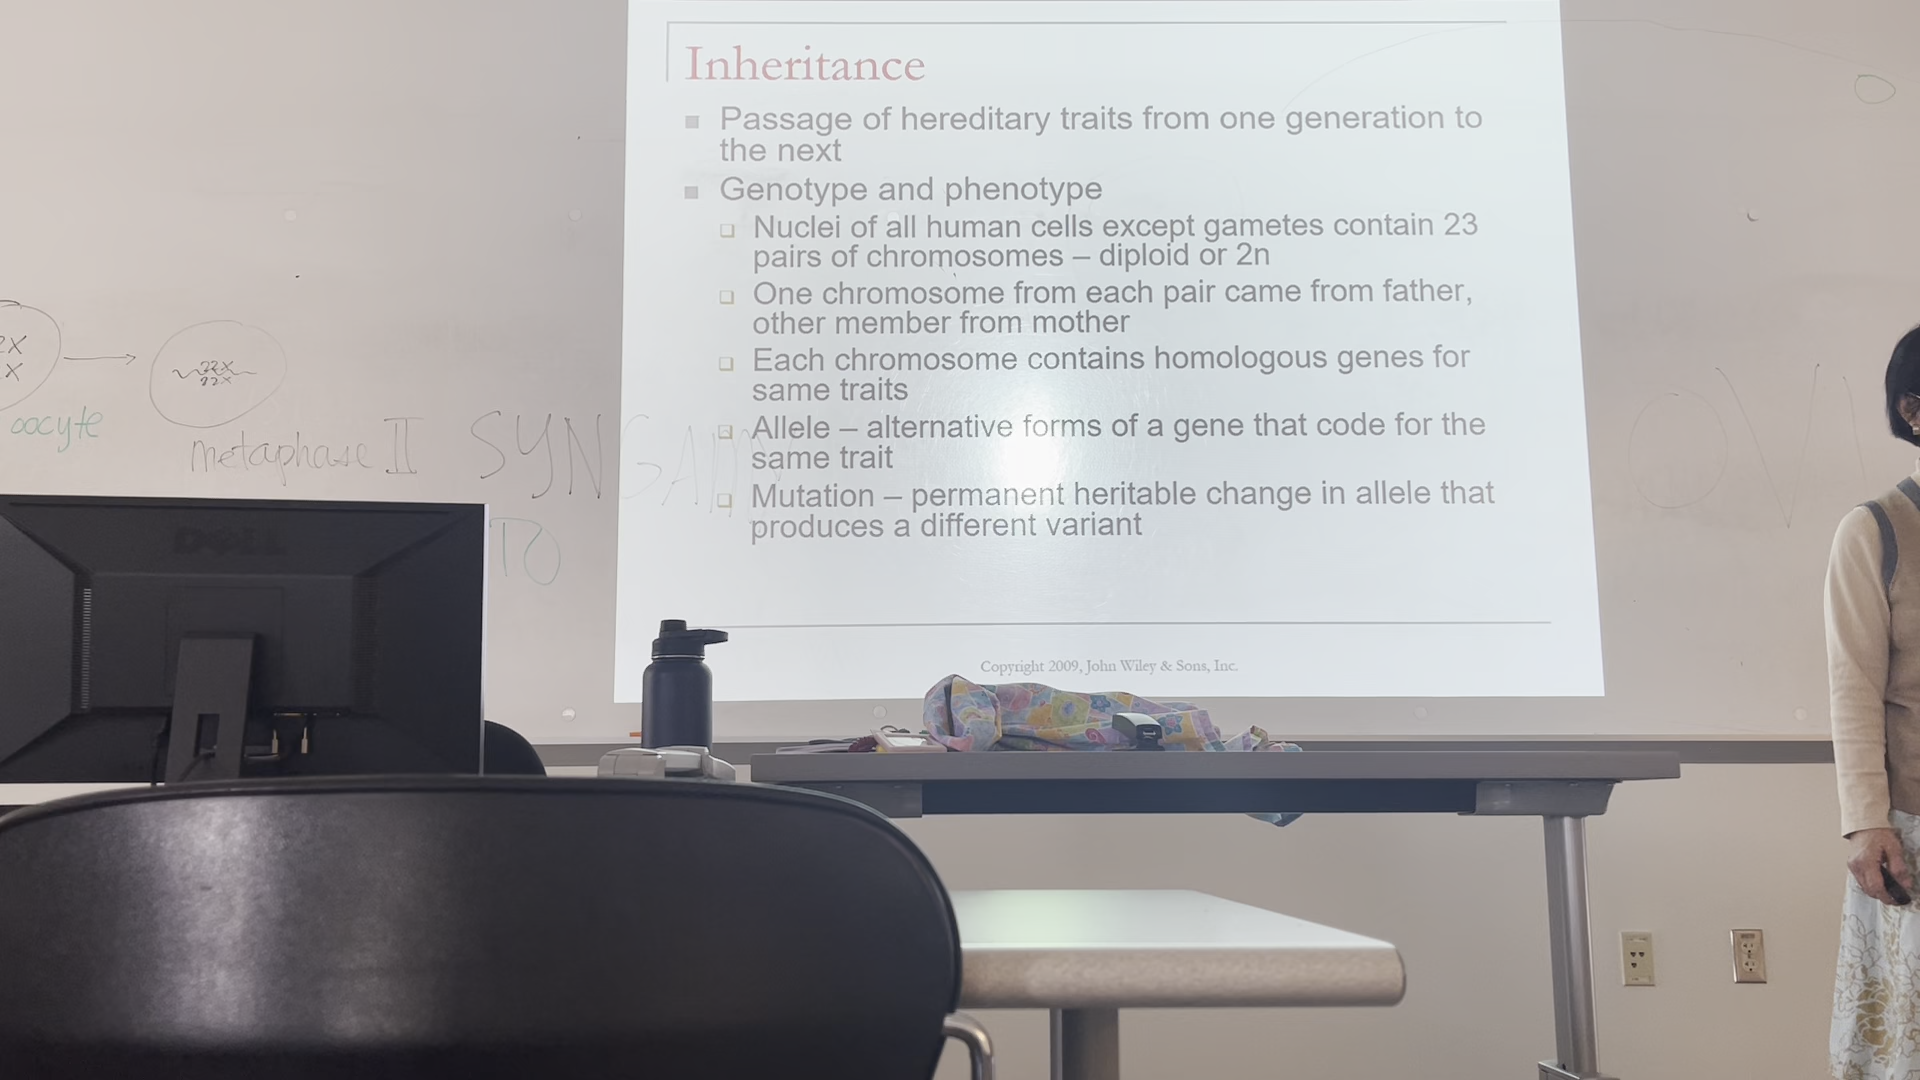 Inheritance
Passage of hereditary traits from one generation to
the next
Genotype and phenotype
Nuclei of all human cells except gametes contain 23
pairs of chromosomes – diploid or 2n
One chromosome from each pair came from father,
other member from mother
Each chromosome contains homologous genes for
same traits
Allele – alternative forms of a gene that code for the
same trait
Mutation – permanent heritable change in allele that
produces a different variant
Copyright 2009, John Wiley & Sons, Inc.
22X
22X
oocyte
metaphase II
DELL